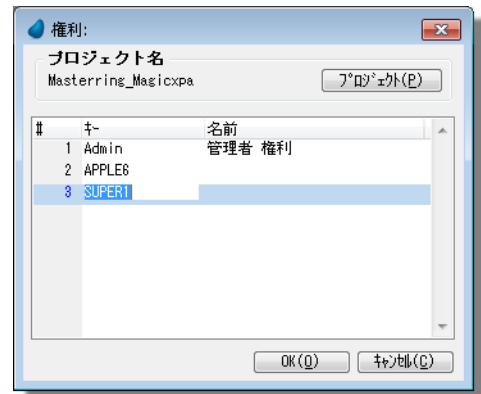 権利:
プロジェクト名
Masterring_Magicxpa
ﾌﾟﾛｼﾞｪｸﾄ(P)
# ｷｰ 名前
1 Admin 管理者 権利
2 APPLE6
3 SUPER1
OK(O) ｷｬﾝｾﾙ(C)